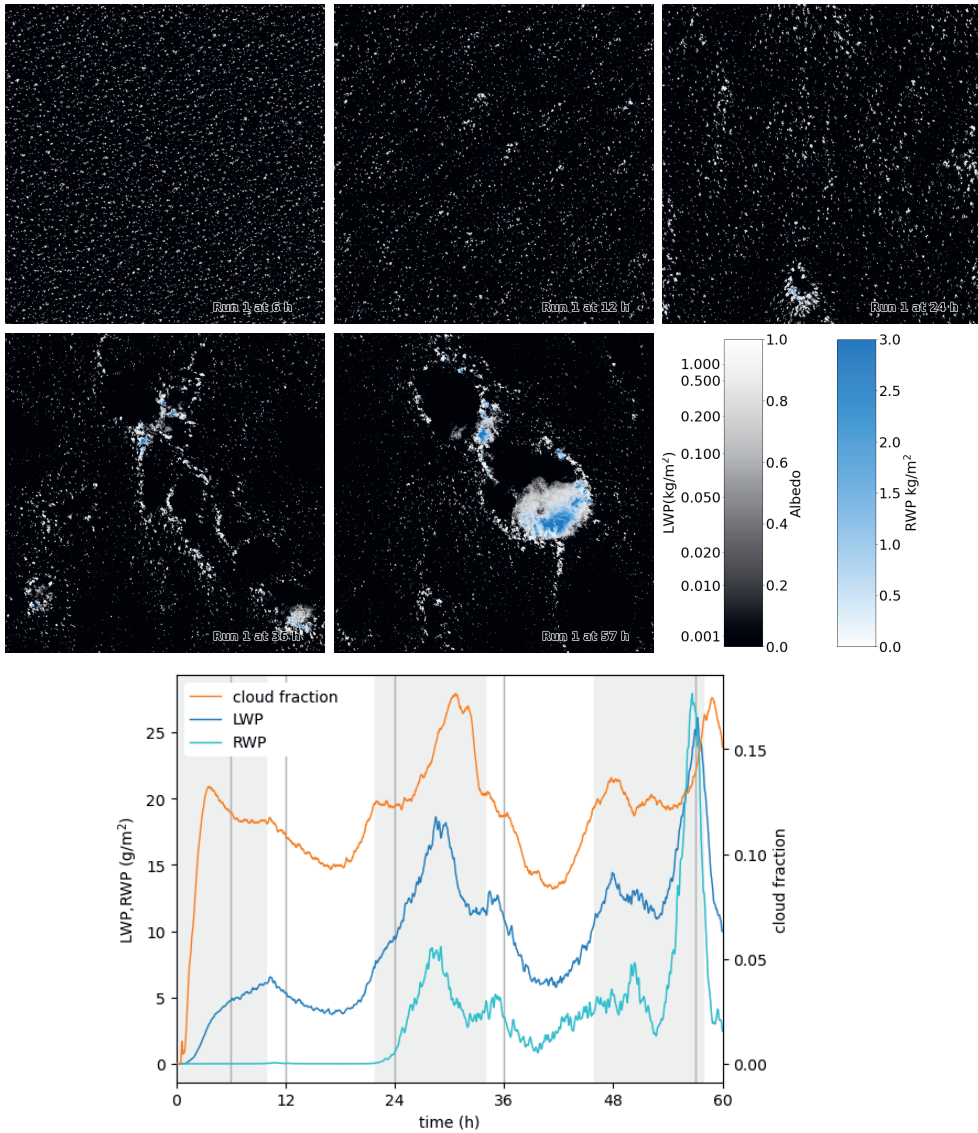 Run 1 at 6 h
Run 1 at 12 h
Run 1 at 24 h
Run 1 at 36 h
Run 1 at 57 h
LWP(kg/m²)
1.000
0.500
0.200
0.100
0.050
0.020
0.010
0.001
Albedo
1.0
0.8
0.6
0.4
0.2
0.0
RWP kg/m²
3.0
2.5
2.0
1.5
1.0
0.5
0.0
cloud fraction
LWP
RWP
LWP,RWP (g/m²)
25
20
15
10
5
0
cloud fraction
0.15
0.10
0.05
0.00
0 12 24 36 48 60
time (h)